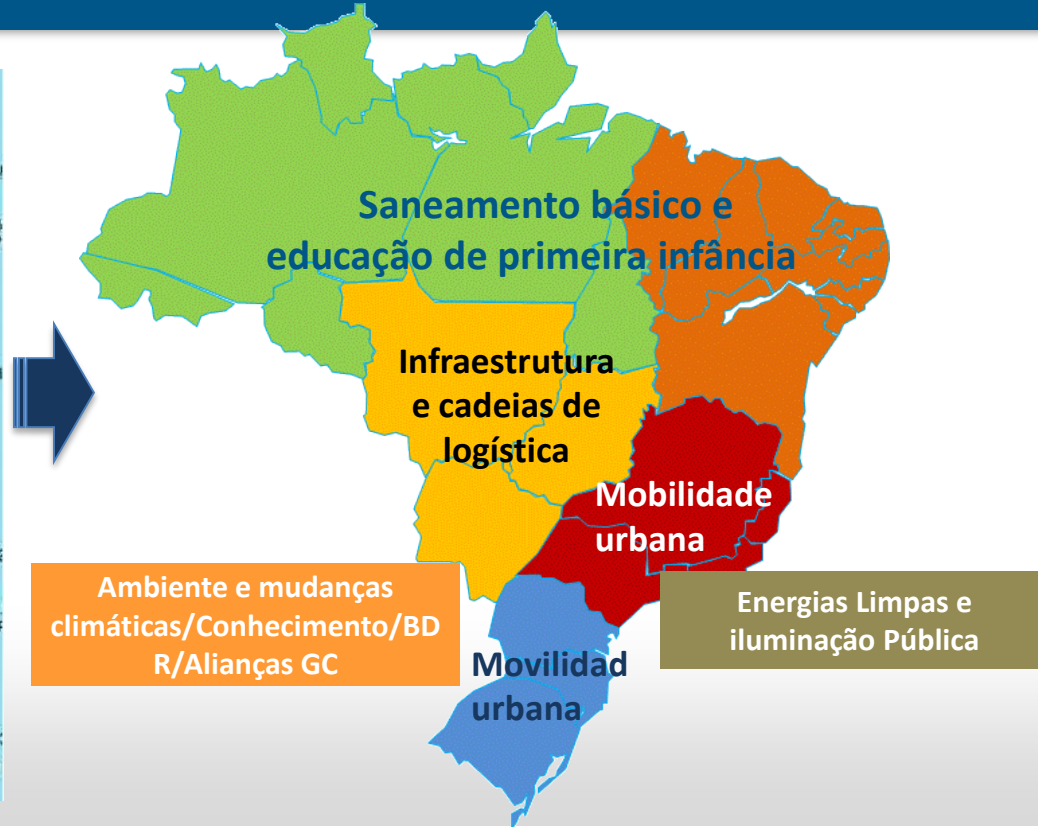 Saneamento básico e
educação de primeira infância
Infraestrutura
e cadeias de
logística
Mobilidade
urbana
Ambiente e mudanças
climáticas/Conhecimento/BD
R/Alianças GC
Energias Limpas e
iluminação Pública
Movilidad
urbana